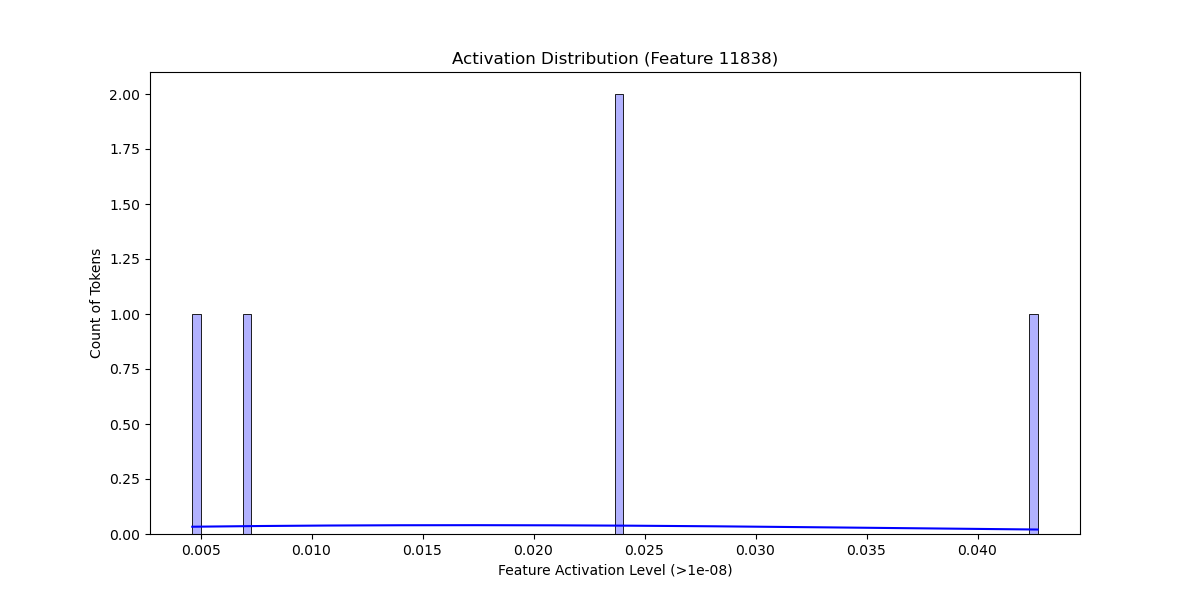 Activation Distribution (Feature 11838)
2.00
1.75
1.50
1.25
1.00
0.75
0.50
0.25
0.00
Count of Tokens
0.005 0.010 0.015 0.020 0.025 0.030 0.035 0.040
Feature Activation Level (>1e-08)